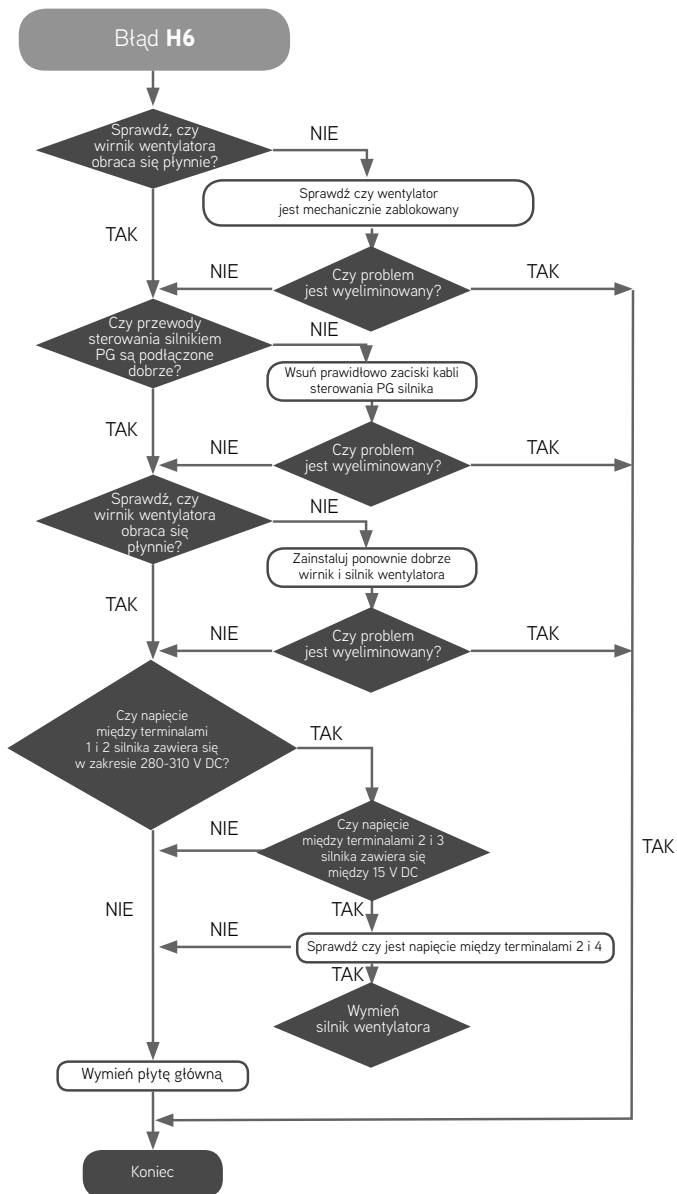 Błąd H6
Sprawdź, czy
wirnik wentylatora
obraca się płynnie?
NIE
Sprawdź czy wentylator
jest mechanicznie zablokowany
TAK
NIE
Czy problem
jest wyeliminowany?
TAK
Czy przewody
sterowania silnikiem
PG są podłączone
dobrze?
NIE
Wsuń prawidłowo zaciski kabli
sterowania PG silnika
TAK
NIE
Czy problem
jest wyeliminowany?
TAK
Sprawdź, czy
wirnik wentylatora
obraca się
płynnie?
NIE
Zainstaluj ponownie dobrze
wirnik i silnik wentylatora
TAK
NIE
Czy problem
jest wyeliminowany?
TAK
Czy napięcie
między terminalami
1 i 2 silnika zawiera się
w zakresie 280-310 V DC?
TAK
NIE
Czy napięcie
między terminalami 2 i 3
silnika zawiera się
między 15 V DC
TAK
NIE
TAK
NIE
Sprawdź czy jest napięcie między terminalami 2 i 4
TAK
Wymień
silnik wentylatora
Wymień płytę główną
Koniec